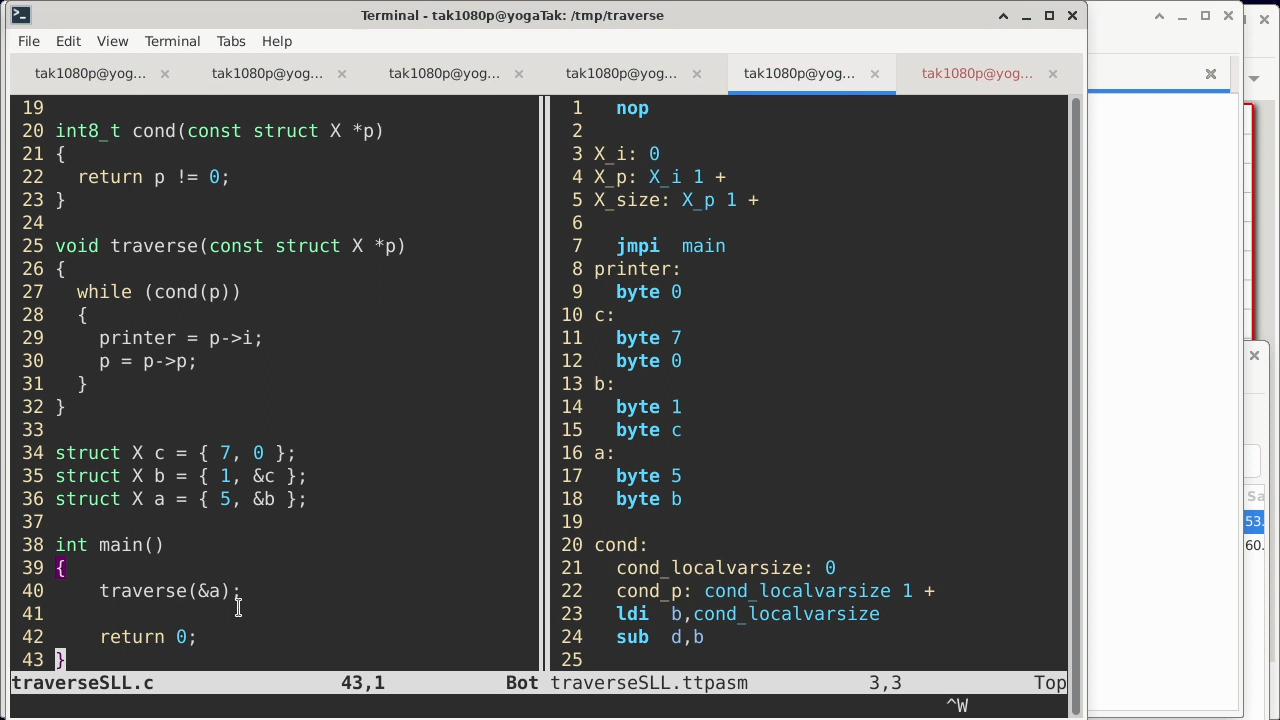 Terminal - tak1080p@yogaTak: /tmp/traverse
File Edit View Terminal Tabs Help
tak1080p@yog... tak1080p@yog... tak1080p@yog... tak1080p@yog... tak1080p@yog... tak1080p@yog...
19
20 int8_t cond(const struct X *p)
21 {
22   return p != 0;
23 }
24
25 void traverse(const struct X *p)
26 {
27   while (cond(p))
28   {
29     printer = p->i;
30     p = p->p;
31   }
32 }
33
34 struct X c = { 7, 0 };
35 struct X b = { 1, &c };
36 struct X a = { 5, &b };
37
38 int main()
39 {
40     traverse(&a);
41
42     return 0;
43 }
traverseSLL.c 43,1 Bot
1   nop
2
3 X_i: 0
4 X_p: X_i 1 +
5 X_size: X_p 1 +
6
7   jmpi  main
8 printer:
9   byte 0
10 c:
11   byte 7
12   byte 0
13 b:
14   byte 1
15   byte c
16 a:
17   byte 5
18   byte b
19
20 cond:
21   cond_localvarsize: 0
22   cond_p: cond_localvarsize 1 +
23   ldi  b,cond_localvarsize
24   sub  d,b
25
traverseSLL.ttpasm 3,3 Top
^W
Sa
53.
60.